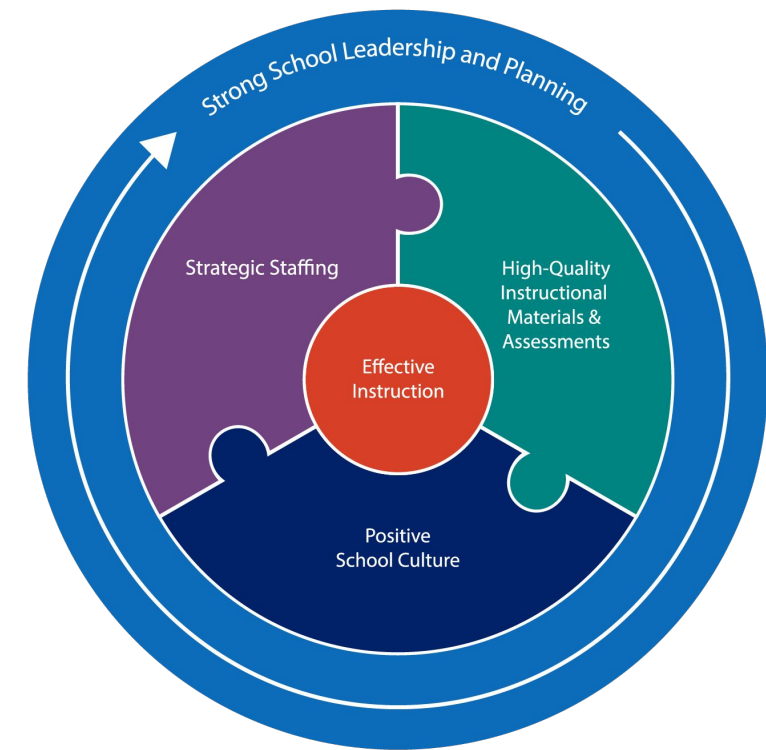 Strong School Leadership and Planning
Strategic Staffing
High-Quality
Instructional
Materials &
Assessments
Effective
Instruction
Positive
School Culture